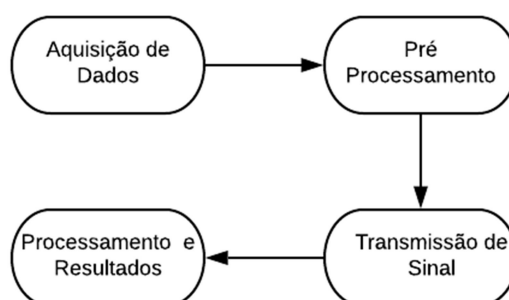 Aquisição de
Dados
Pré
Processamento
Transmissão de
Sinal
Processamento e
Resultados